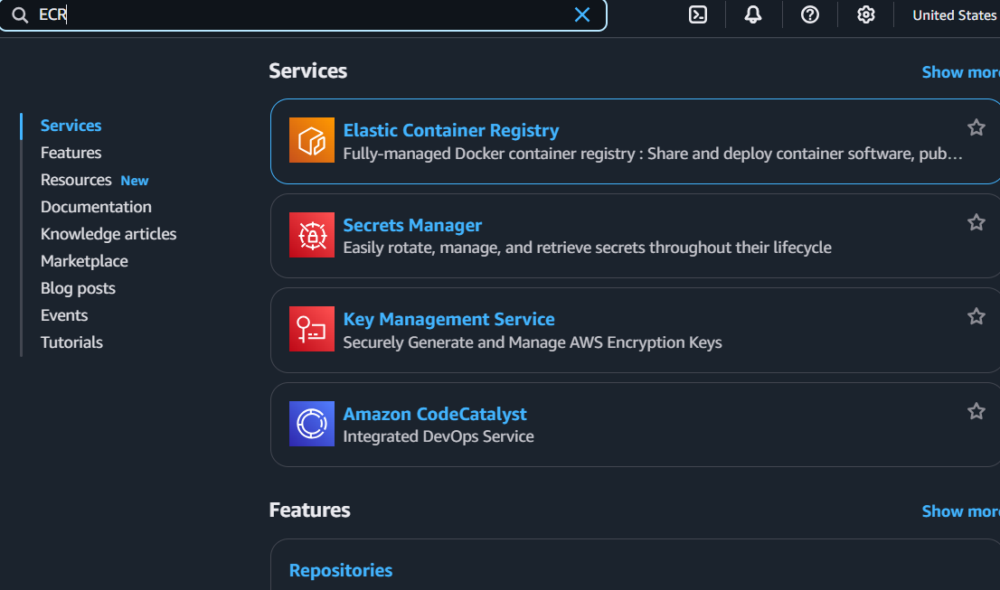 ECR
United States
Services
Show more
Services
Features
Resources New
Documentation
Knowledge articles
Marketplace
Blog posts
Events
Tutorials
Elastic Container Registry
Fully-managed Docker container registry : Share and deploy container software, pub…
Secrets Manager
Easily rotate, manage, and retrieve secrets throughout their lifecycle
Key Management Service
Securely Generate and Manage AWS Encryption Keys
Amazon CodeCatalyst
Integrated DevOps Service
Features
Show more
Repositories